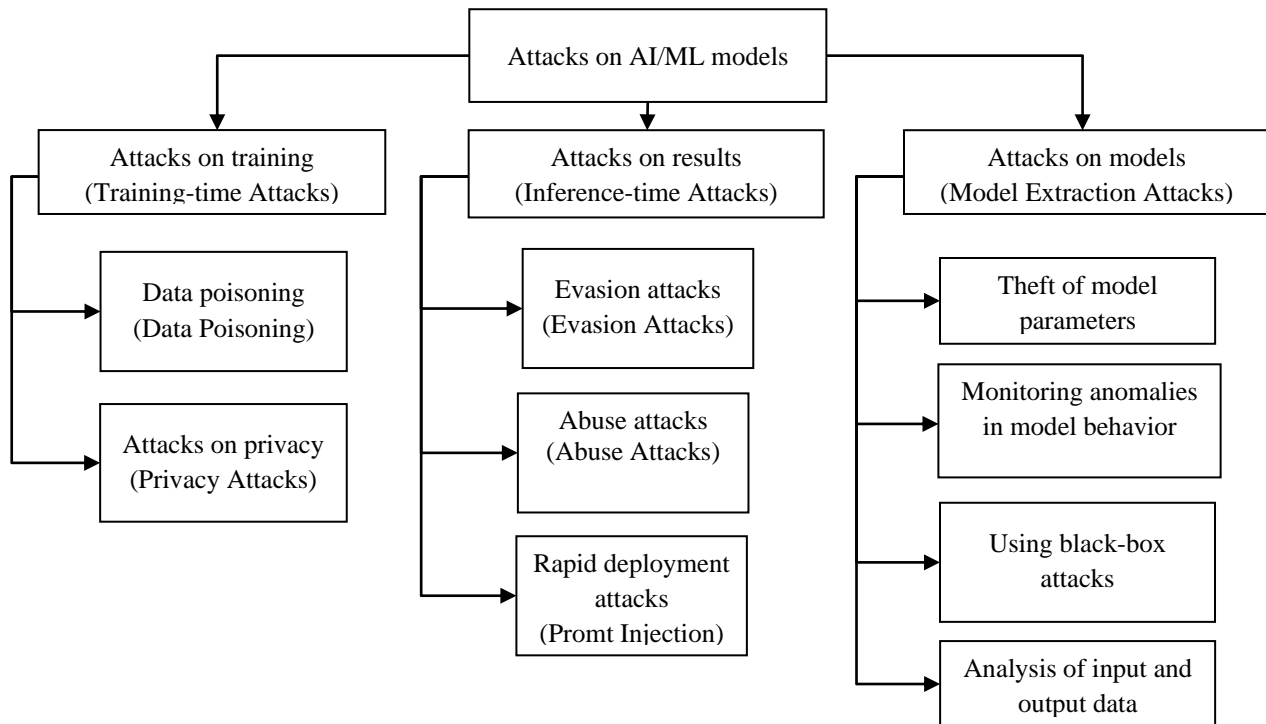 Attacks on AI/ML models
Attacks on training
(Training-time Attacks)
Data poisoning
(Data Poisoning)
Attacks on privacy
(Privacy Attacks)
Attacks on results
(Inference-time Attacks)
Evasion attacks
(Evasion Attacks)
Abuse attacks
(Abuse Attacks)
Rapid deployment
attacks
(Promt Injection)
Attacks on models
(Model Extraction Attacks)
Theft of model
parameters
Monitoring anomalies
in model behavior
Using black-box
attacks
Analysis of input and
output data